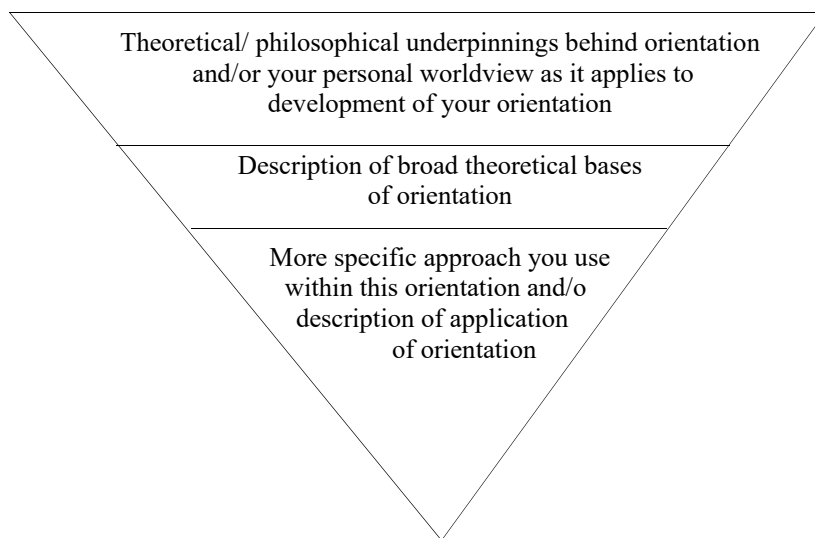 Theoretical/ philosophical underpinnings behind orientation
and/or your personal worldview as it applies to
development of your orientation
Description of broad theoretical bases
of orientation
More specific approach you use
within this orientation and/o
description of application
of orientation